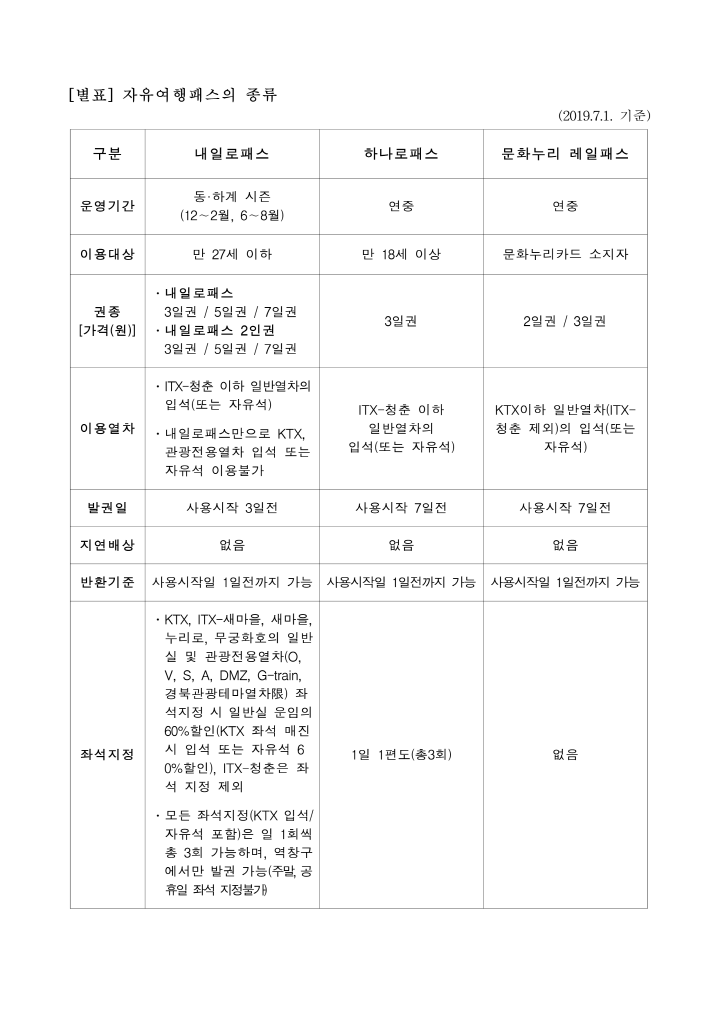 [별표] 자유여행패스의 종류
(2019.7.1. 기준)
구분 내일로패스 하나로패스 문화누리 레일패스
운영기간
동·하계 시즌
(12~2월, 6~8월)
연중
연중
이용대상 만 27세 이하 만 18세 이상 문화누리카드 소지자
권종
[가격(원)]
· 내일로패스
3일권 / 5일권 / 7일권
· 내일로패스 2인권
3일권 / 5일권 / 7일권
3일권
2일권 / 3일권
이용열차
· ITX-청춘 이하 일반열차의
입석(또는 자유석)
· 내일로패스만으로 KTX,
관광전용열차 입석 또는
자유석 이용불가
ITX-청춘 이하
일반열차의
입석(또는 자유석)
KTX이하 일반열차(ITX-
청춘 제외)의 입석(또는
자유석)
발권일 사용시작 3일전 사용시작 7일전 사용시작 7일전
지연배상 없음 없음 없음
반환기준 사용시작일 1일전까지 가능 사용시작일 1일전까지 가능 사용시작일 1일전까지 가능
좌석지정
· KTX, ITX-새마을, 새마을,
누리로, 무궁화호의 일반
실 및 관광전용열차(O,
V, S, A, DMZ, G-train,
경북관광테마열차限) 좌
석지정 시 일반실 운임의
60%할인(KTX 좌석 매진
시 입석 또는 자유석 6
0%할인), ITX-청춘은 좌
석 지정 제외
· 모든 좌석지정(KTX 입석/
자유석 포함)은 일 1회씩
총 3회 가능하며, 역창구
에서만 발권 가능(주말, 공
휴일 좌석 지정불가)
1일 1편도(총3회)
없음